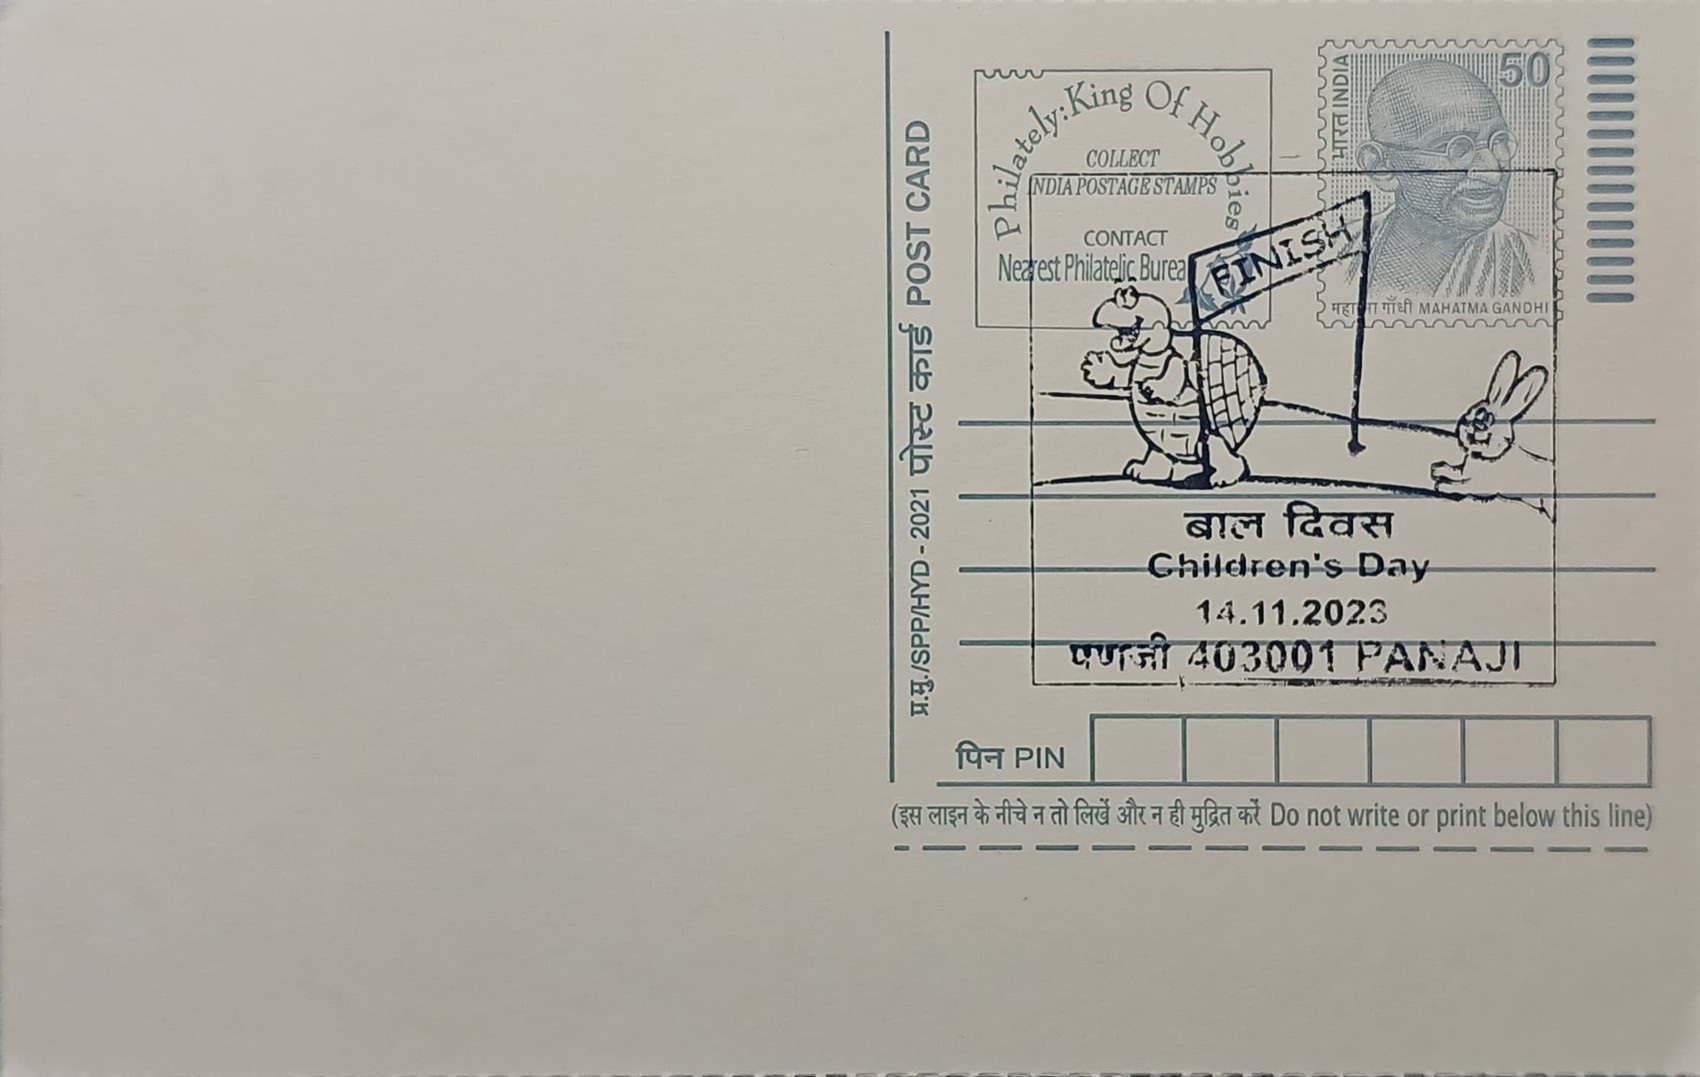 प्र.मु./SPP/HYD - 2021 पोस्ट कार्ड POST CARD
Philately:King Of Hobbies
COLLECT
INDIA POSTAGE STAMPS
CONTACT
Nearest Philatelic Burea
भारत INDIA
50
महात्मा गाँधी MAHATMA GANDHI
FINISH
बाल दिवस
Children's Day
14.11.2023
पणजी 403001 PANAJI
पिन PIN
(इस लाइन के नीचे न तो लिखें और न ही मुद्रित करें Do not write or print below this line)